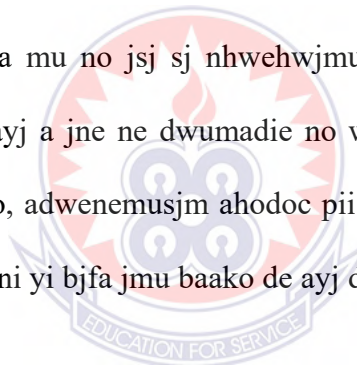 a mu no jsj sj nhwehwjmu
ayj a jne ne dwumadie no w
o, adwenemusjm ahodoc pii
ni yi bjfa jmu baako de ayj d
EDUCATION FOR SERVICE